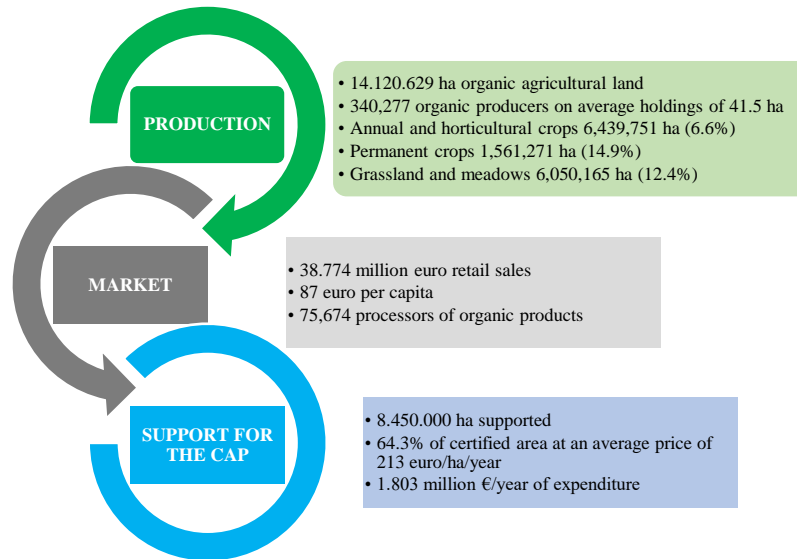 PRODUCTION
• 14.120.629 ha organic agricultural land
• 340,277 organic producers on average holdings of 41.5 ha
• Annual and horticultural crops 6,439,751 ha (6.6%)
• Permanent crops 1,561,271 ha (14.9%)
• Grassland and meadows 6,050,165 ha (12.4%)
MARKET
• 38.774 million euro retail sales
• 87 euro per capita
• 75,674 processors of organic products
SUPPORT FOR
THE CAP
• 8.450.000 ha supported
• 64.3% of certified area at an average price of
213 euro/ha/year
• 1.803 million €/year of expenditure